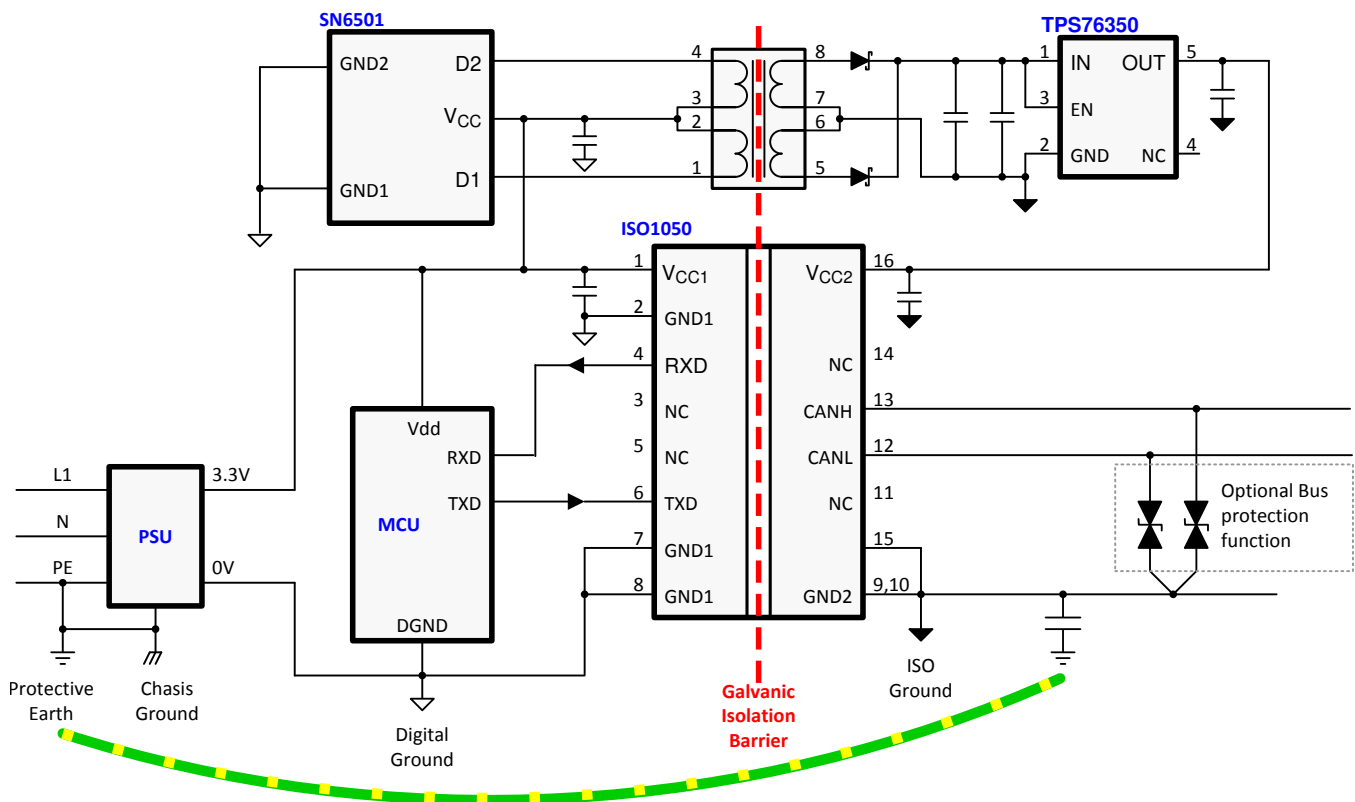 SN6501
TPS76350
GND2
D2
4
8
1
IN
OUT
5
3
7
3
EN
VCC
2
6
2
GND
NC
4
GND1
D1
1
5
ISO1050
1
VCC1
VCC2
16
2
GND1
4
RXD
NC
14
3
NC
CANH
13
Vdd
RXD
5
NC
CANL
12
L1
3.3V
TXD
6
TXD
NC
11
Optional Bus
protection
function
N
PSU
MCU
7
GND1
15
PE
0V
8
GND1
GND2
9,10
DGND
Protective
Earth
Chasis
Ground
Digital
Ground
Galvanic
Isolation
Barrier
ISO
Ground